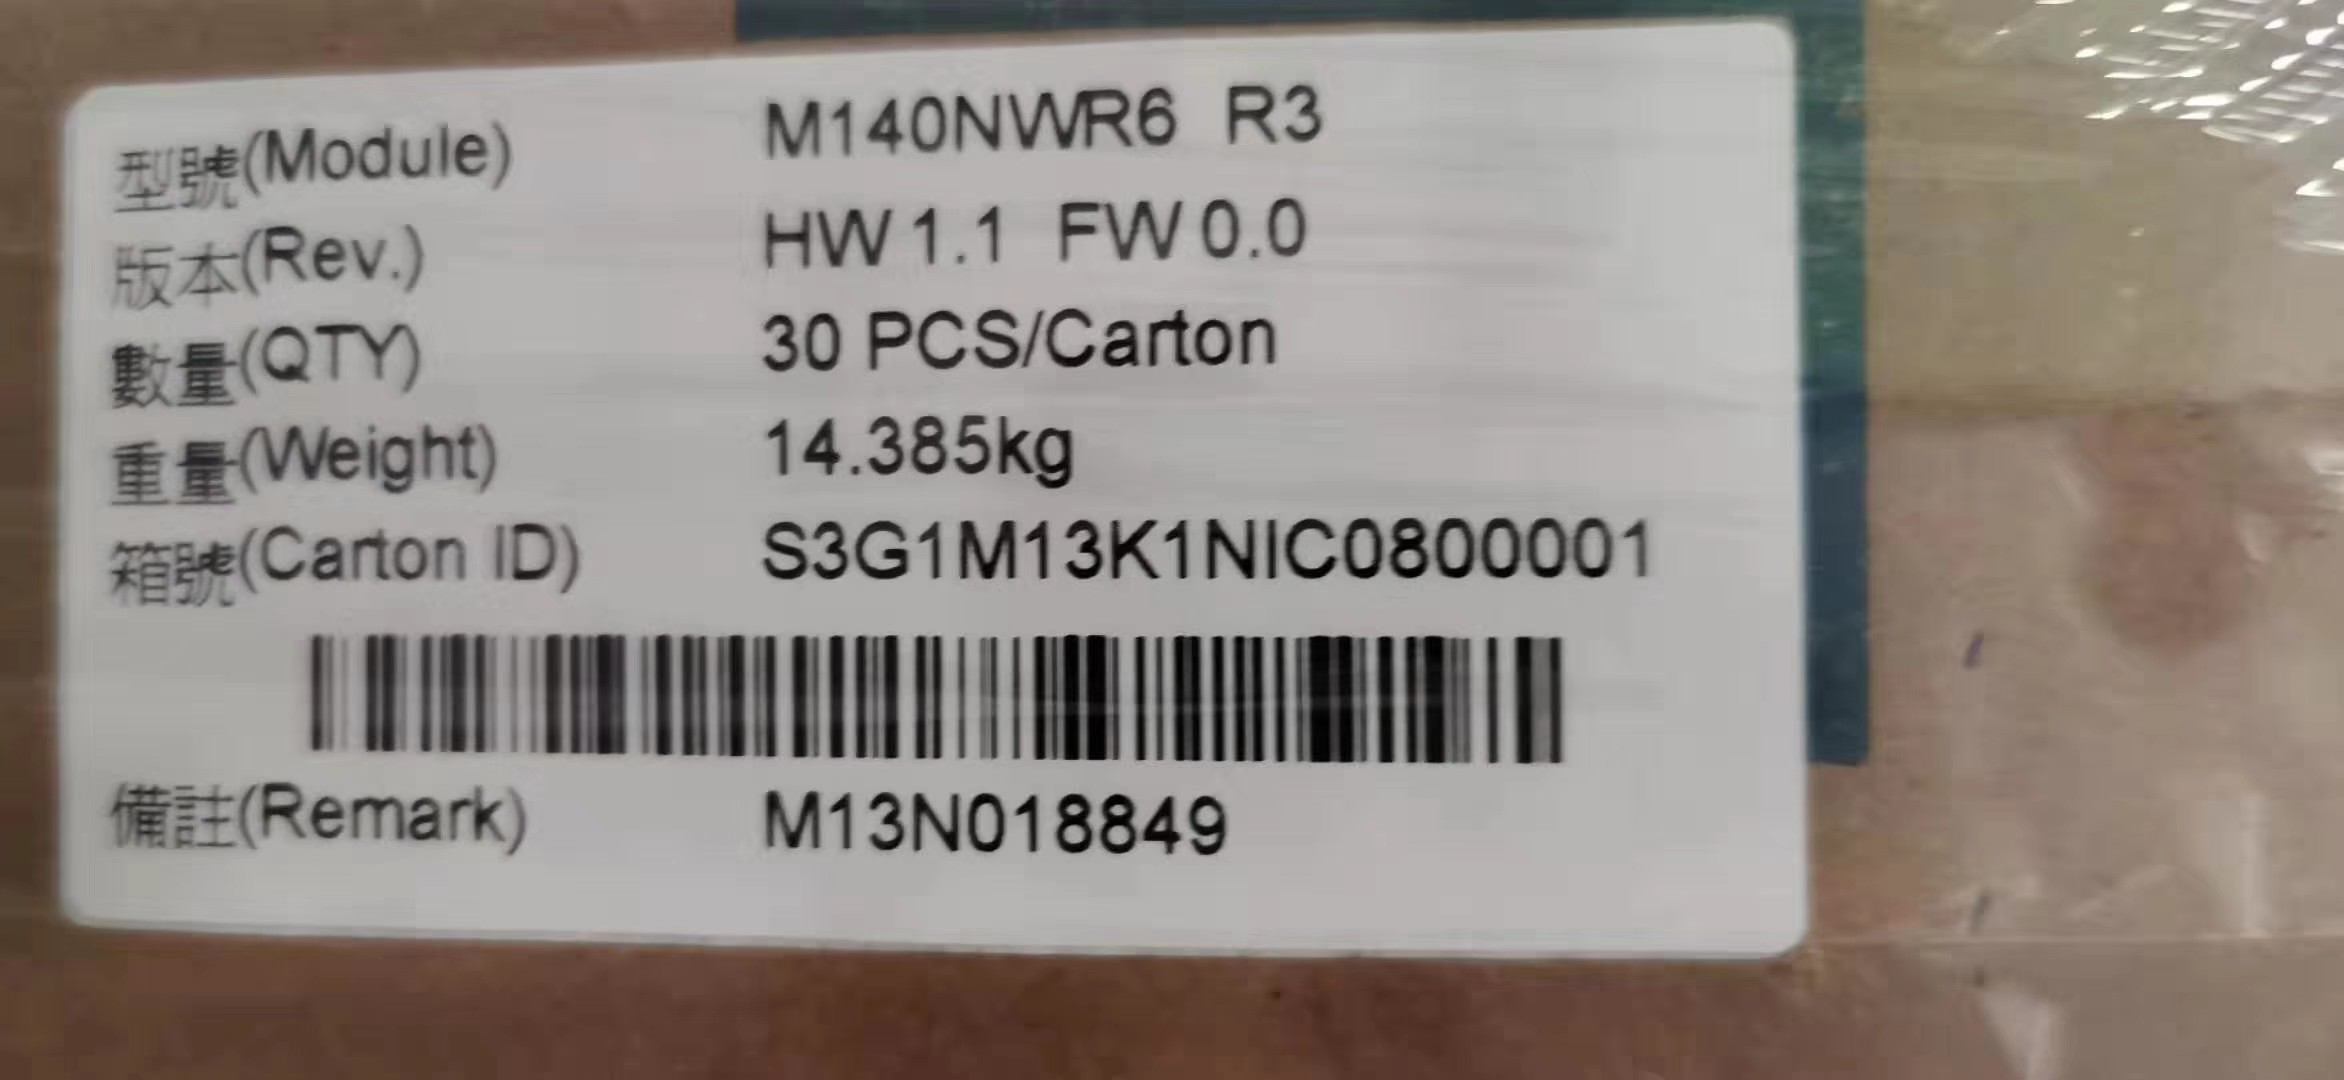 型號(Module) M140NWR6 R3
版本(Rev.) HW 1.1 FW 0.0
數量(QTY) 30 PCS/Carton
重量(Weight) 14.385kg
箱號(Carton ID) S3G1M13K1NIC0800001
備註(Remark) M13N018849